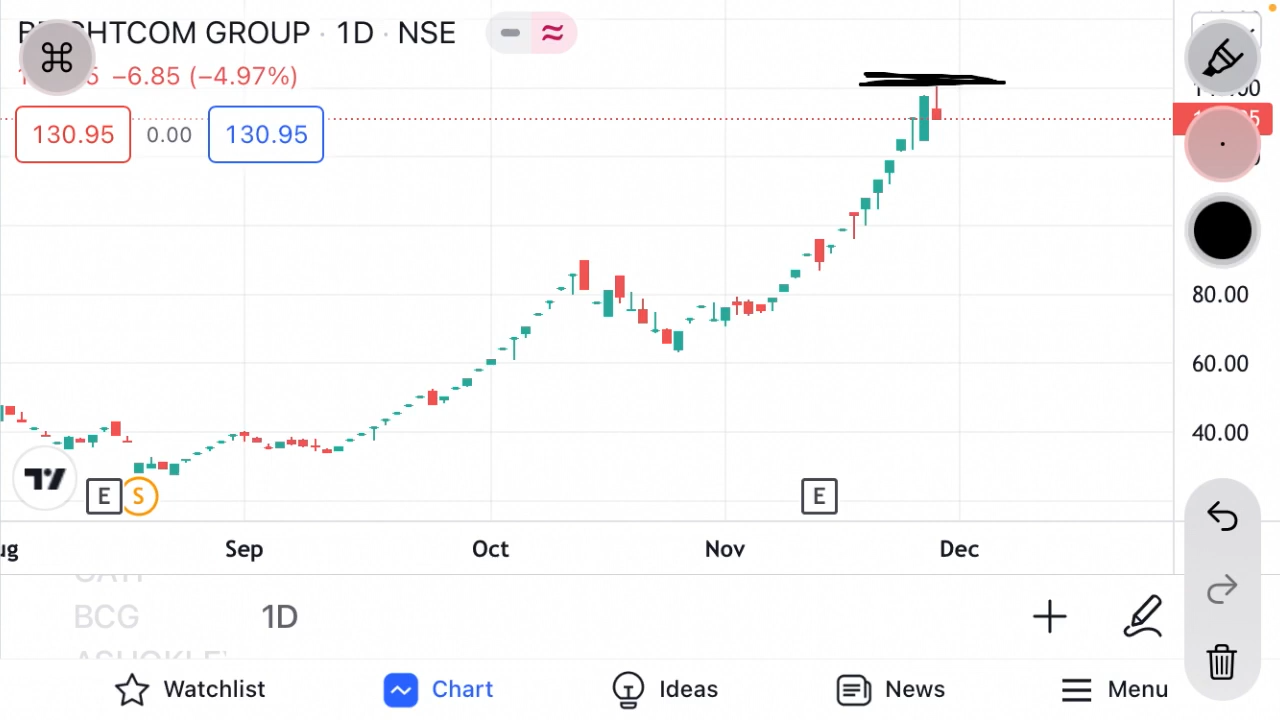 HTCOM GROUP · 1D · NSE
−6.85 (−4.97%)
130.95 0.00 130.95
80.00
60.00
40.00
E S E
Sep Oct Nov Dec
BCG 1D
Watchlist Chart Ideas News Menu